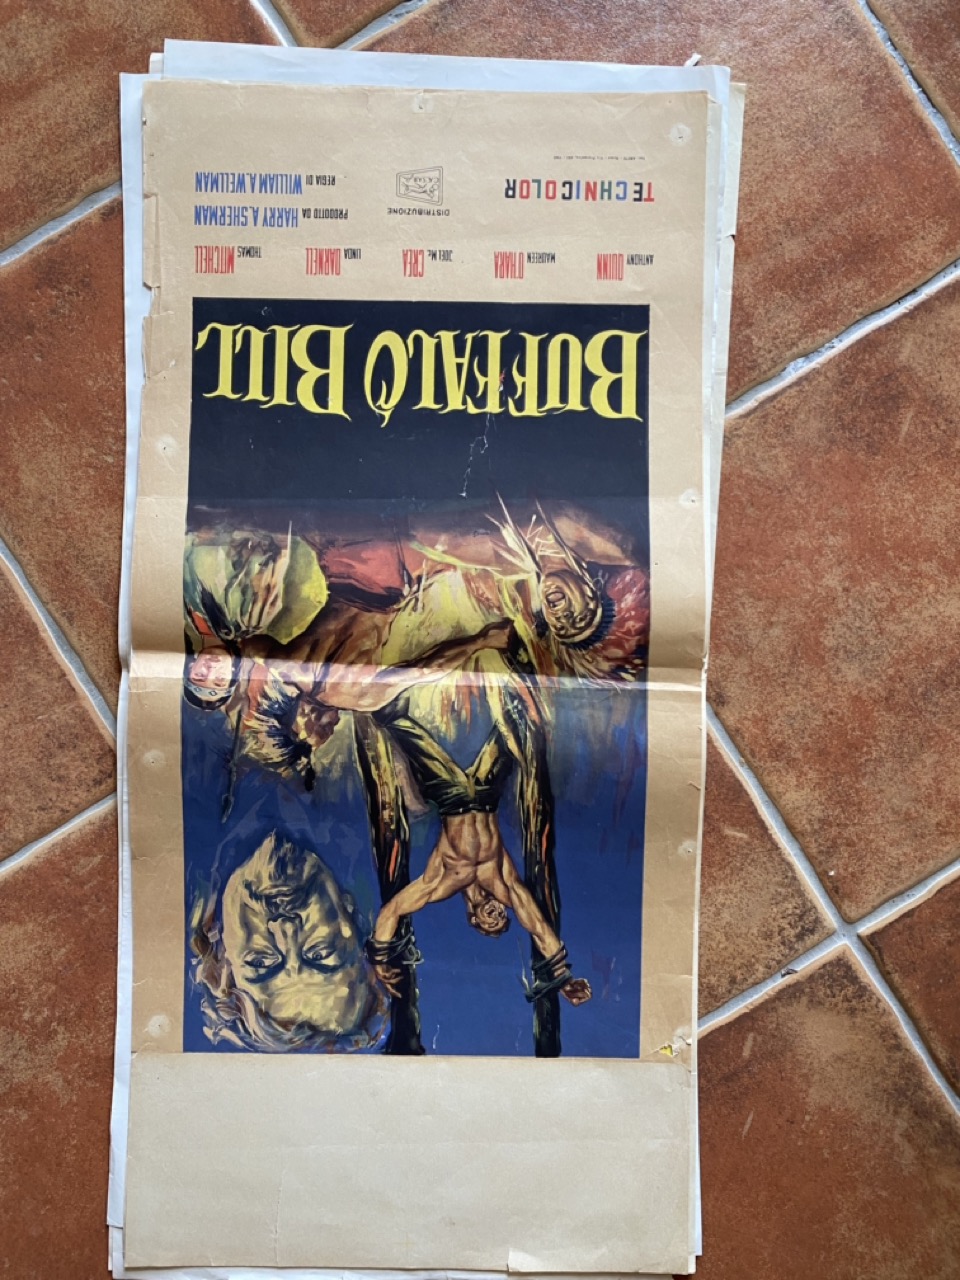 BUFFALO BILL
ANTHONY QUINN MAUREEN O'HARA JOEL Mc. CREA LINDA DARNELL THOMAS MITCHELL
TECHNICOLOR
DISTRIBUZIONE
PRODOTTO DA HARRY A. SHERMAN
REGIA DI WILLIAM A. WELLMAN